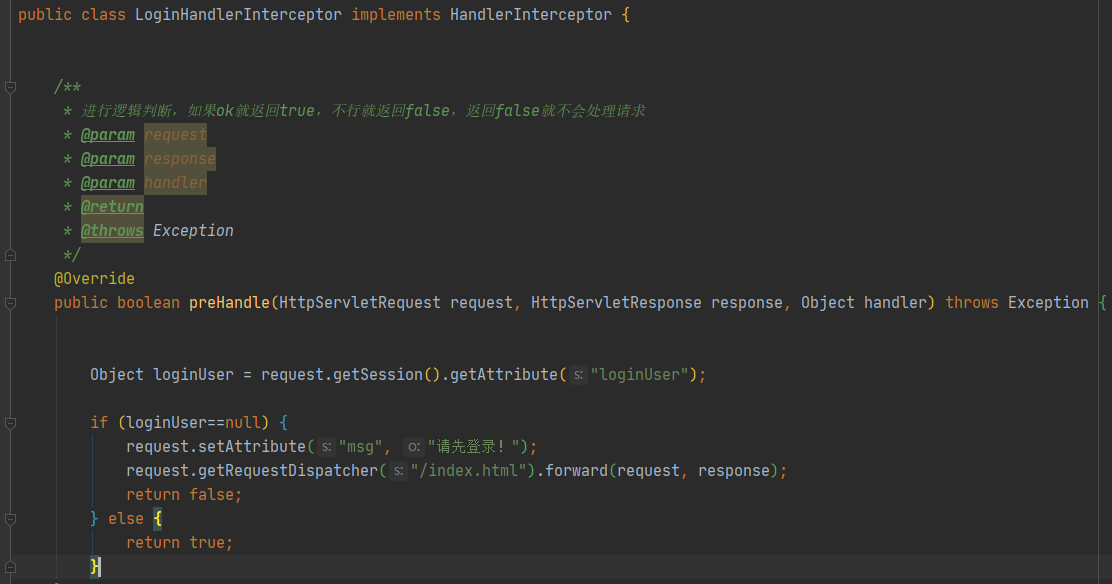 public class LoginHandlerInterceptor implements HandlerInterceptor {
/**
* 进行逻辑判断，如果ok就返回true，不行就返回false，返回false就不会处理请求
* @param request
* @param response
* @param handler
* @return
* @throws Exception
*/
@Override
public boolean preHandle(HttpServletRequest request, HttpServletResponse response, Object handler) throws Exception {
Object loginUser = request.getSession().getAttribute( s: "loginUser");
if (loginUser==null) {
request.setAttribute( s: "msg", o: "请先登录！");
request.getRequestDispatcher( s: "/index.html").forward(request, response);
return false;
} else {
return true;
}